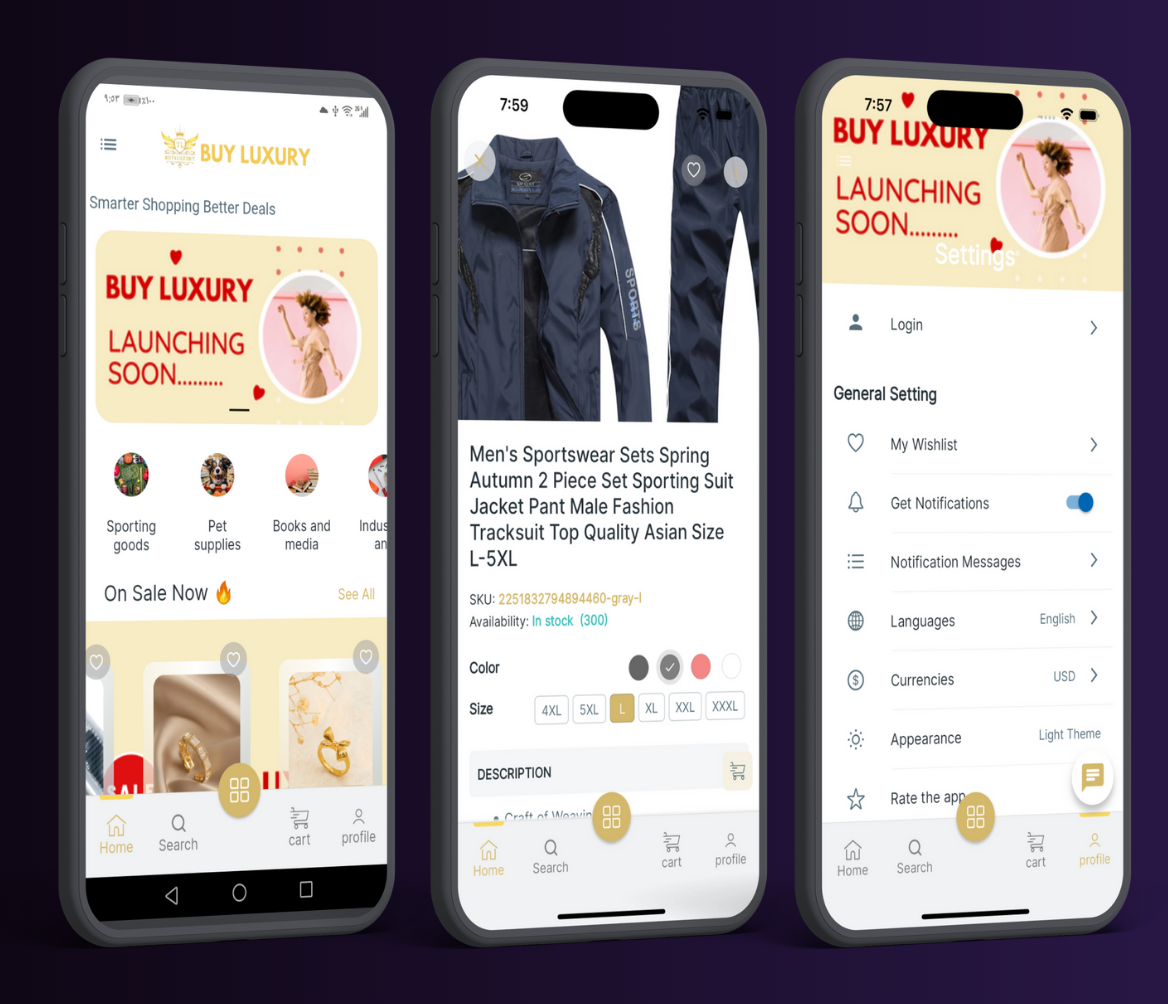 ٩:٥٣
BUY LUXURY
Smarter Shopping Better Deals
BUY LUXURY
LAUNCHING
SOON.........
Sporting
goods
Pet
supplies
Books and
media
Indus
an
On Sale Now 🔥
See All
SALE
Home
Search
cart
profile
7:59
SPORTS
Men's Sportswear Sets Spring
Autumn 2 Piece Set Sporting Suit
Jacket Pant Male Fashion
Tracksuit Top Quality Asian Size
L-5XL
SKU: 2251832794894460-gray-l
Availability: In stock (300)
Color
Size 4XL 5XL L XL XXL XXXL
DESCRIPTION
• Craft of Weavin
Home
Search
cart
profile
7:57
BUY LUXURY
LAUNCHING
SOON.........
Settings
Login
General Setting
My Wishlist
Get Notifications
Notification Messages
Languages English
Currencies USD
Appearance Light Theme
Rate the app
Home
Search
cart
profile